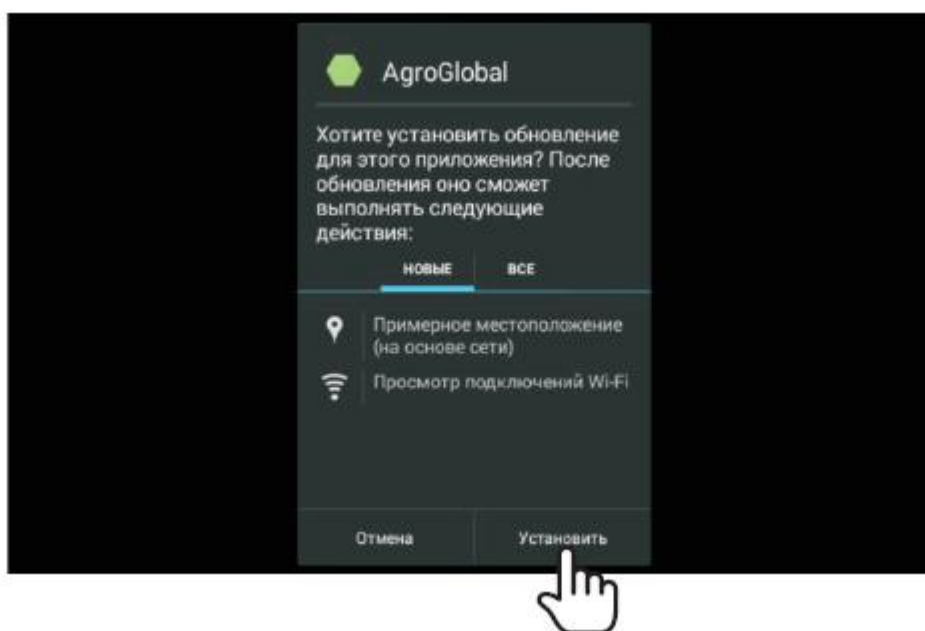 AgroGlobal
Хотите установить обновление
для этого приложения? После
обновления оно сможет
выполнять следующие
действия:
НОВЫЕ ВСЕ
Примерное местоположение
(на основе сети)
Просмотр подключений Wi-Fi
Отмена Установить